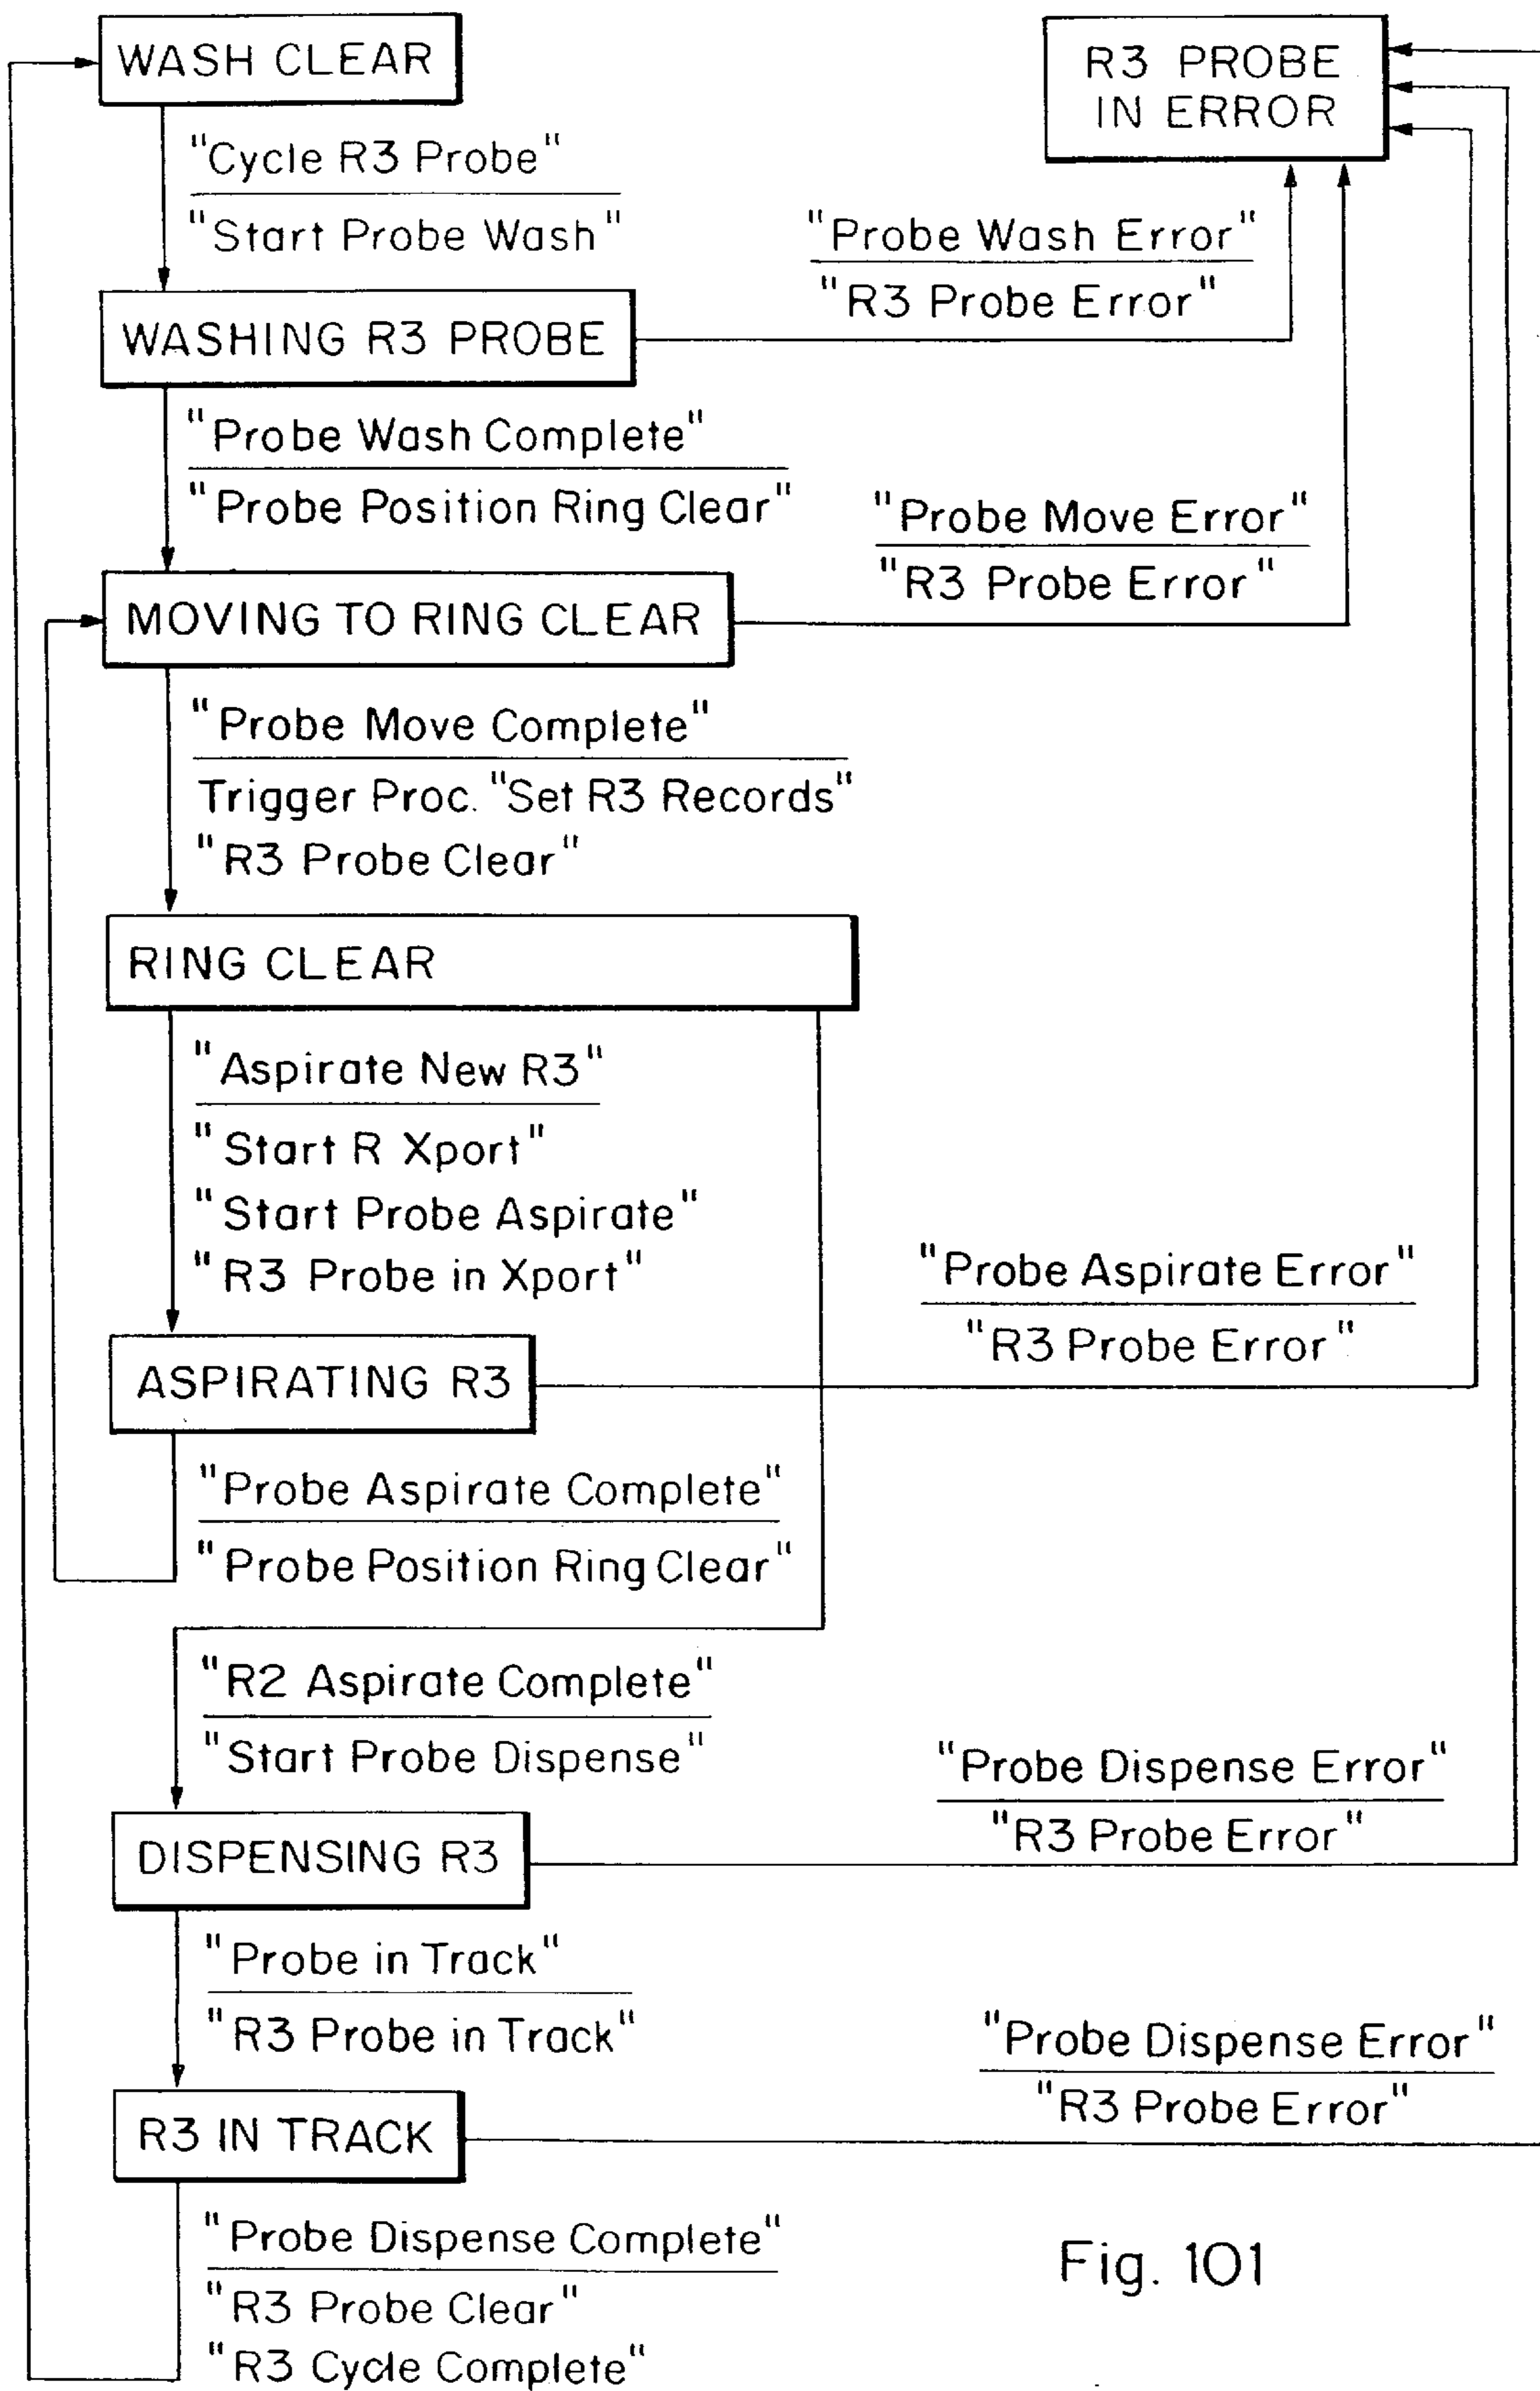 WASH CLEAR
R3 PROBE
IN ERROR
"Cycle R3 Probe"
"Start Probe Wash"
"Probe Wash Error"
"R3 Probe Error"
WASHING R3 PROBE
"Probe Wash Complete"
"Probe Position Ring Clear"
"Probe Move Error"
"R3 Probe Error"
MOVING TO RING CLEAR
"Probe Move Complete"
Trigger Proc. "Set R3 Records"
"R3 Probe Clear"
RING CLEAR
"Aspirate New R3"
"Start R Xport"
"Start Probe Aspirate"
"R3 Probe in Xport"
"Probe Aspirate Error"
"R3 Probe Error"
ASPIRATING R3
"Probe Aspirate Complete"
"Probe Position Ring Clear"
"R2 Aspirate Complete"
"Start Probe Dispense"
"Probe Dispense Error"
"R3 Probe Error"
DISPENSING R3
"Probe in Track"
"R3 Probe in Track"
"Probe Dispense Error"
"R3 Probe Error"
R3 IN TRACK
"Probe Dispense Complete"
"R3 Probe Clear"
"R3 Cycle Complete"
Fig. 101